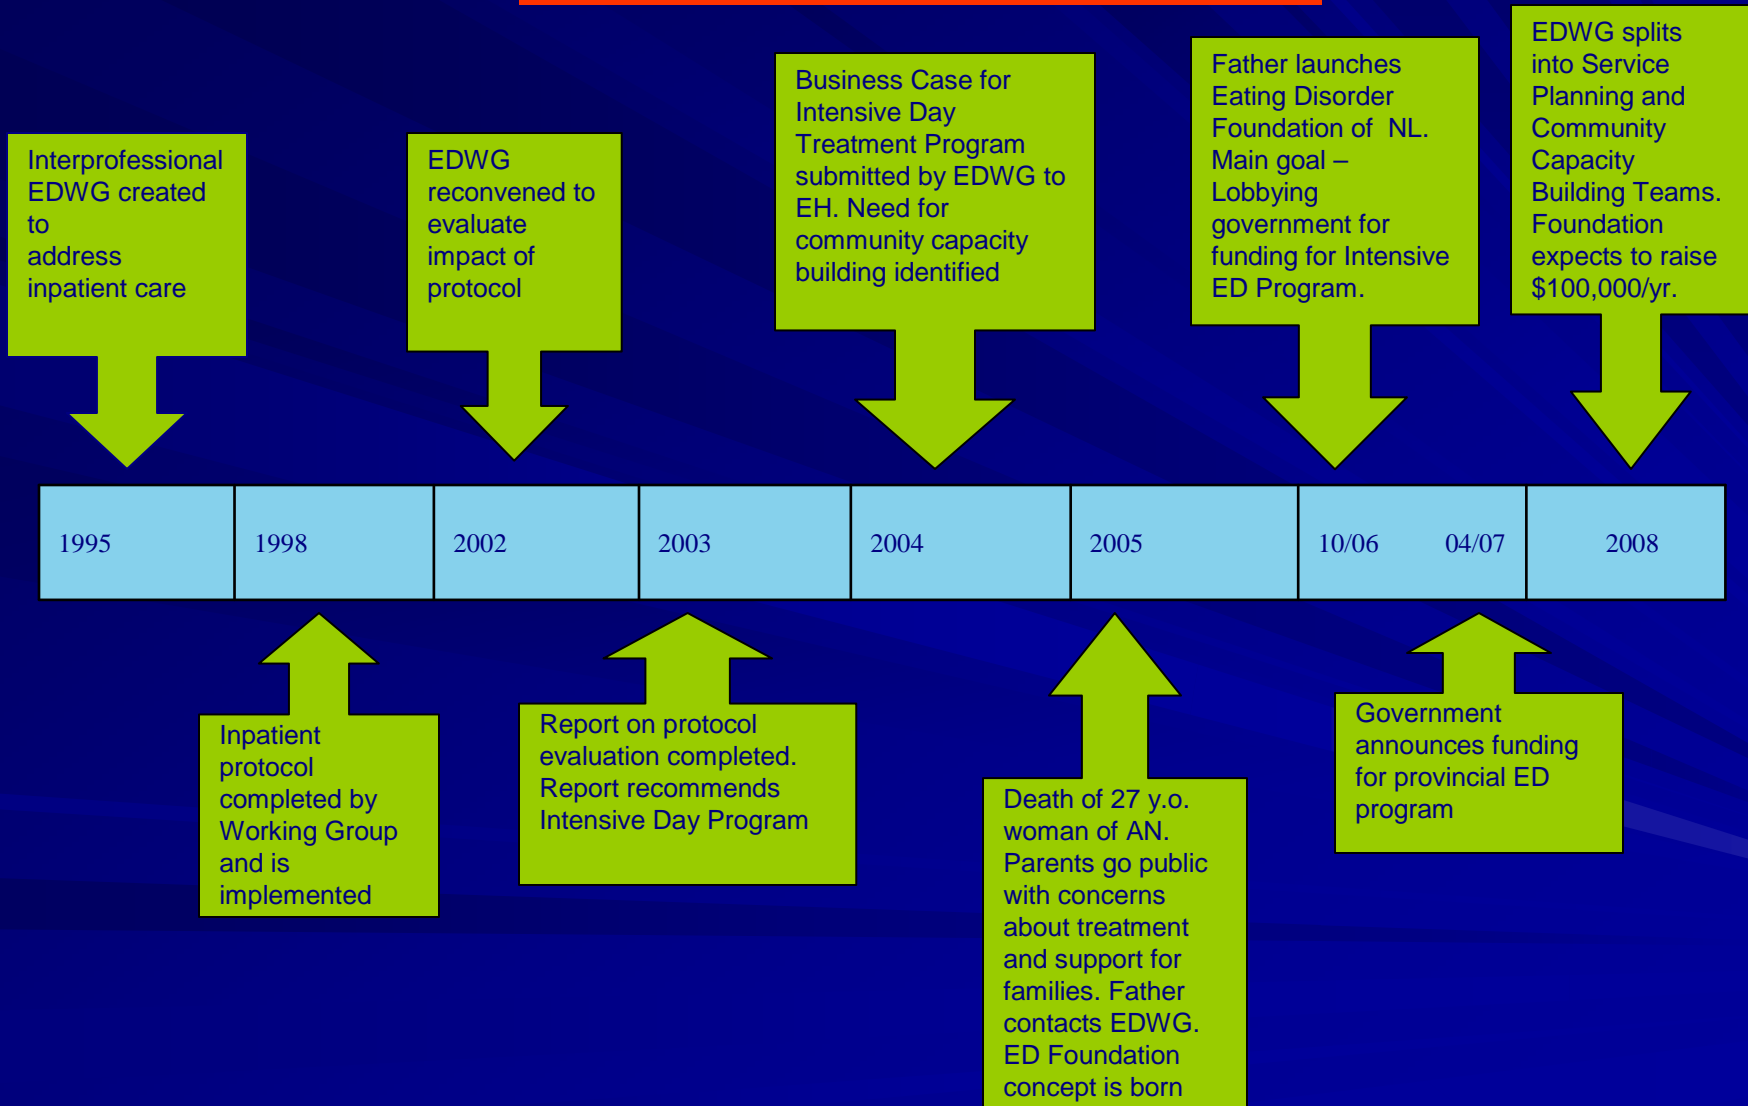 Interprofessional
EDWG created
to
address
inpatient care
EDWG
reconvened to
evaluate
impact of
protocol
Business Case for
Intensive Day
Treatment Program
submitted by EDWG to
EH. Need for
community capacity
building identified
Father launches
Eating Disorder
Foundation of  NL.
Main goal –
Lobbying
government for
funding for Intensive
ED Program.
EDWG splits
into Service
Planning and
Community
Capacity
Building Teams.
Foundation
expects to raise
$100,000/yr.
1995 1998 2002 2003 2004 2005 10/06 04/07 2008
Inpatient
protocol
completed by
Working Group
and is
implemented
Report on protocol
evaluation completed.
Report recommends
Intensive Day Program
Death of 27 y.o.
woman of AN.
Parents go public
with concerns
about treatment
and support for
families. Father
contacts EDWG.
ED Foundation
concept is born
Government
announces funding
for provincial ED
program